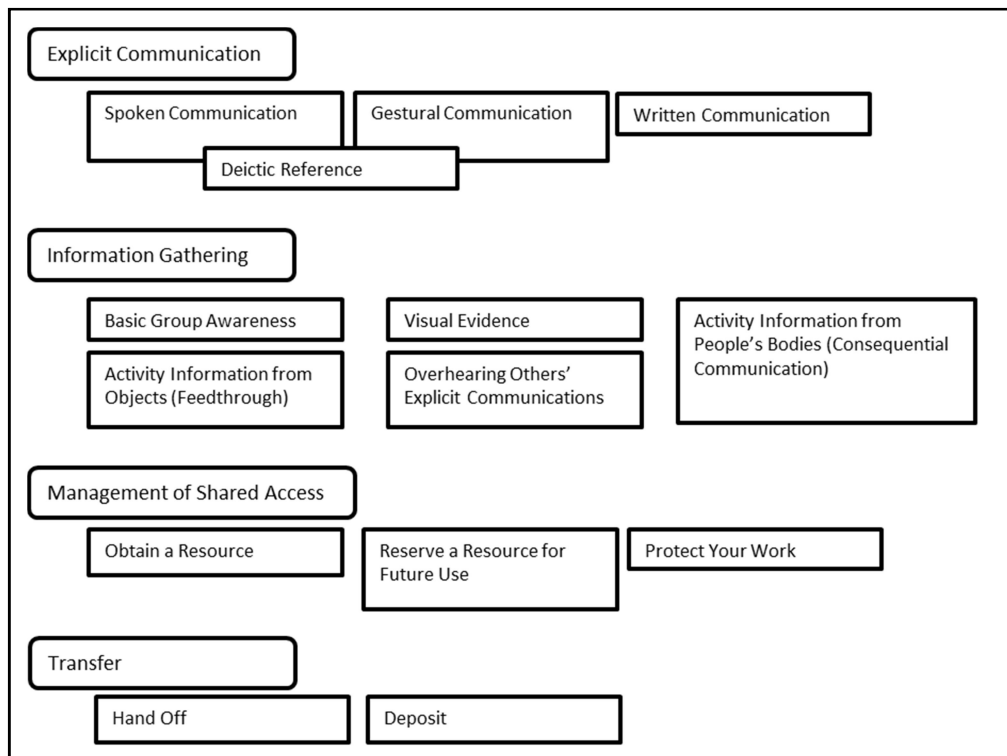 Explicit Communication
Spoken Communication
Gestural Communication
Written Communication
Deictic Reference
Information Gathering
Basic Group Awareness
Visual Evidence
Activity Information from
People's Bodies (Consequential
Communication)
Activity Information from
Objects (Feedthrough)
Overhearing Others'
Explicit Communications
Management of Shared Access
Obtain a Resource
Reserve a Resource for
Future Use
Protect Your Work
Transfer
Hand Off
Deposit